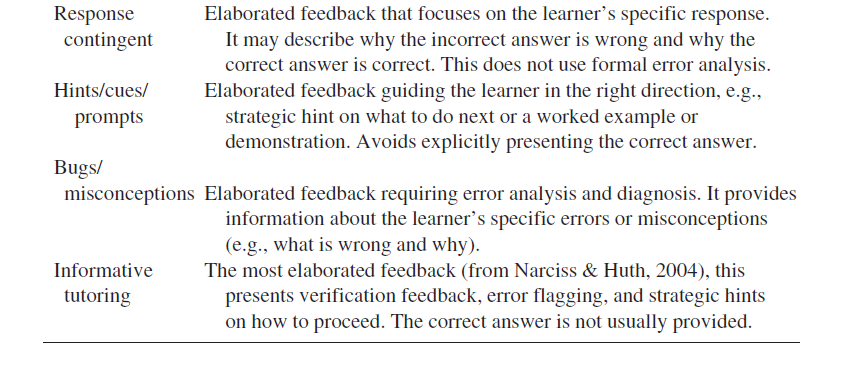 Response Elaborated feedback that focuses on the learner’s specific response.
contingent It may describe why the incorrect answer is wrong and why the
correct answer is correct. This does not use formal error analysis.
Hints/cues/ Elaborated feedback guiding the learner in the right direction, e.g.,
prompts strategic hint on what to do next or a worked example or
demonstration. Avoids explicitly presenting the correct answer.
Bugs/
misconceptions Elaborated feedback requiring error analysis and diagnosis. It provides
information about the learner’s specific errors or misconceptions
(e.g., what is wrong and why).
Informative The most elaborated feedback (from Narciss & Huth, 2004), this
tutoring presents verification feedback, error flagging, and strategic hints
on how to proceed. The correct answer is not usually provided.